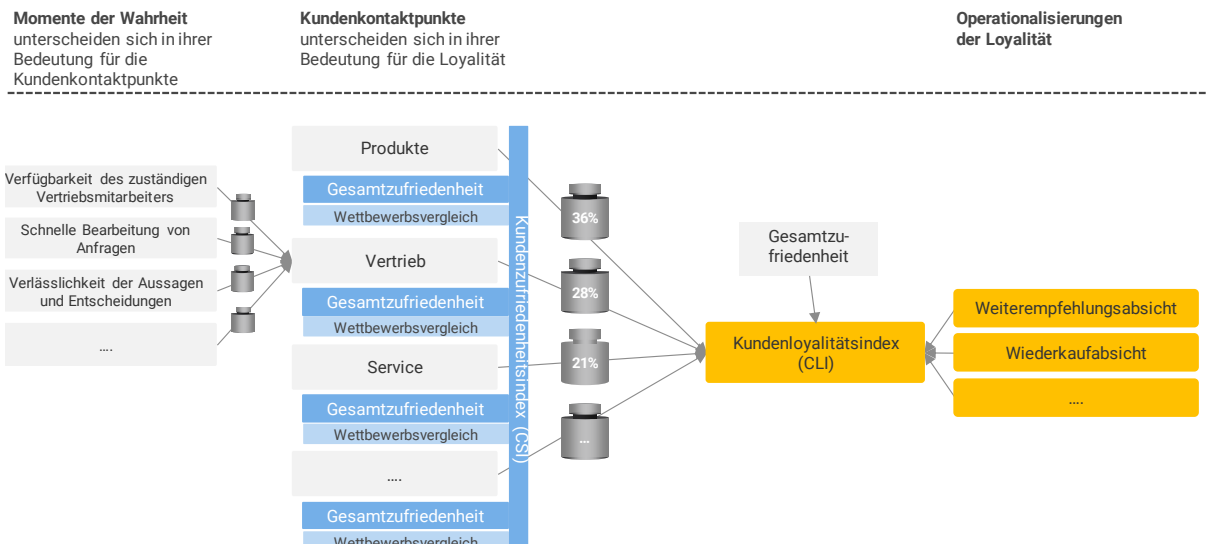 Momente der Wahrheit
unterscheiden sich in ihrer
Bedeutung für die
Kundenkontaktpunkte
Kundenkontaktpunkte
unterscheiden sich in ihrer
Bedeutung für die Loyalität
Operationalisierungen
der Loyalität
Verfügbarkeit des zuständigen
Vertriebsmitarbeiters
Schnelle Bearbeitung von
Anfragen
Verlässlichkeit der Aussagen
und Entscheidungen
....
Produkte
Gesamtzufriedenheit
Wettbewerbsvergleich
Vertrieb
Gesamtzufriedenheit
Wettbewerbsvergleich
Service
Gesamtzufriedenheit
Wettbewerbsvergleich
....
Gesamtzufriedenheit
Wettbewerbsvergleich
Kundenzufriedenheitsindex (CSI)
36%
28%
21%
...
Gesamtzu-
friedenheit
Kundenloyalitätsindex
(CLI)
Weiterempfehlungsabsicht
Wiederkaufabsicht
....